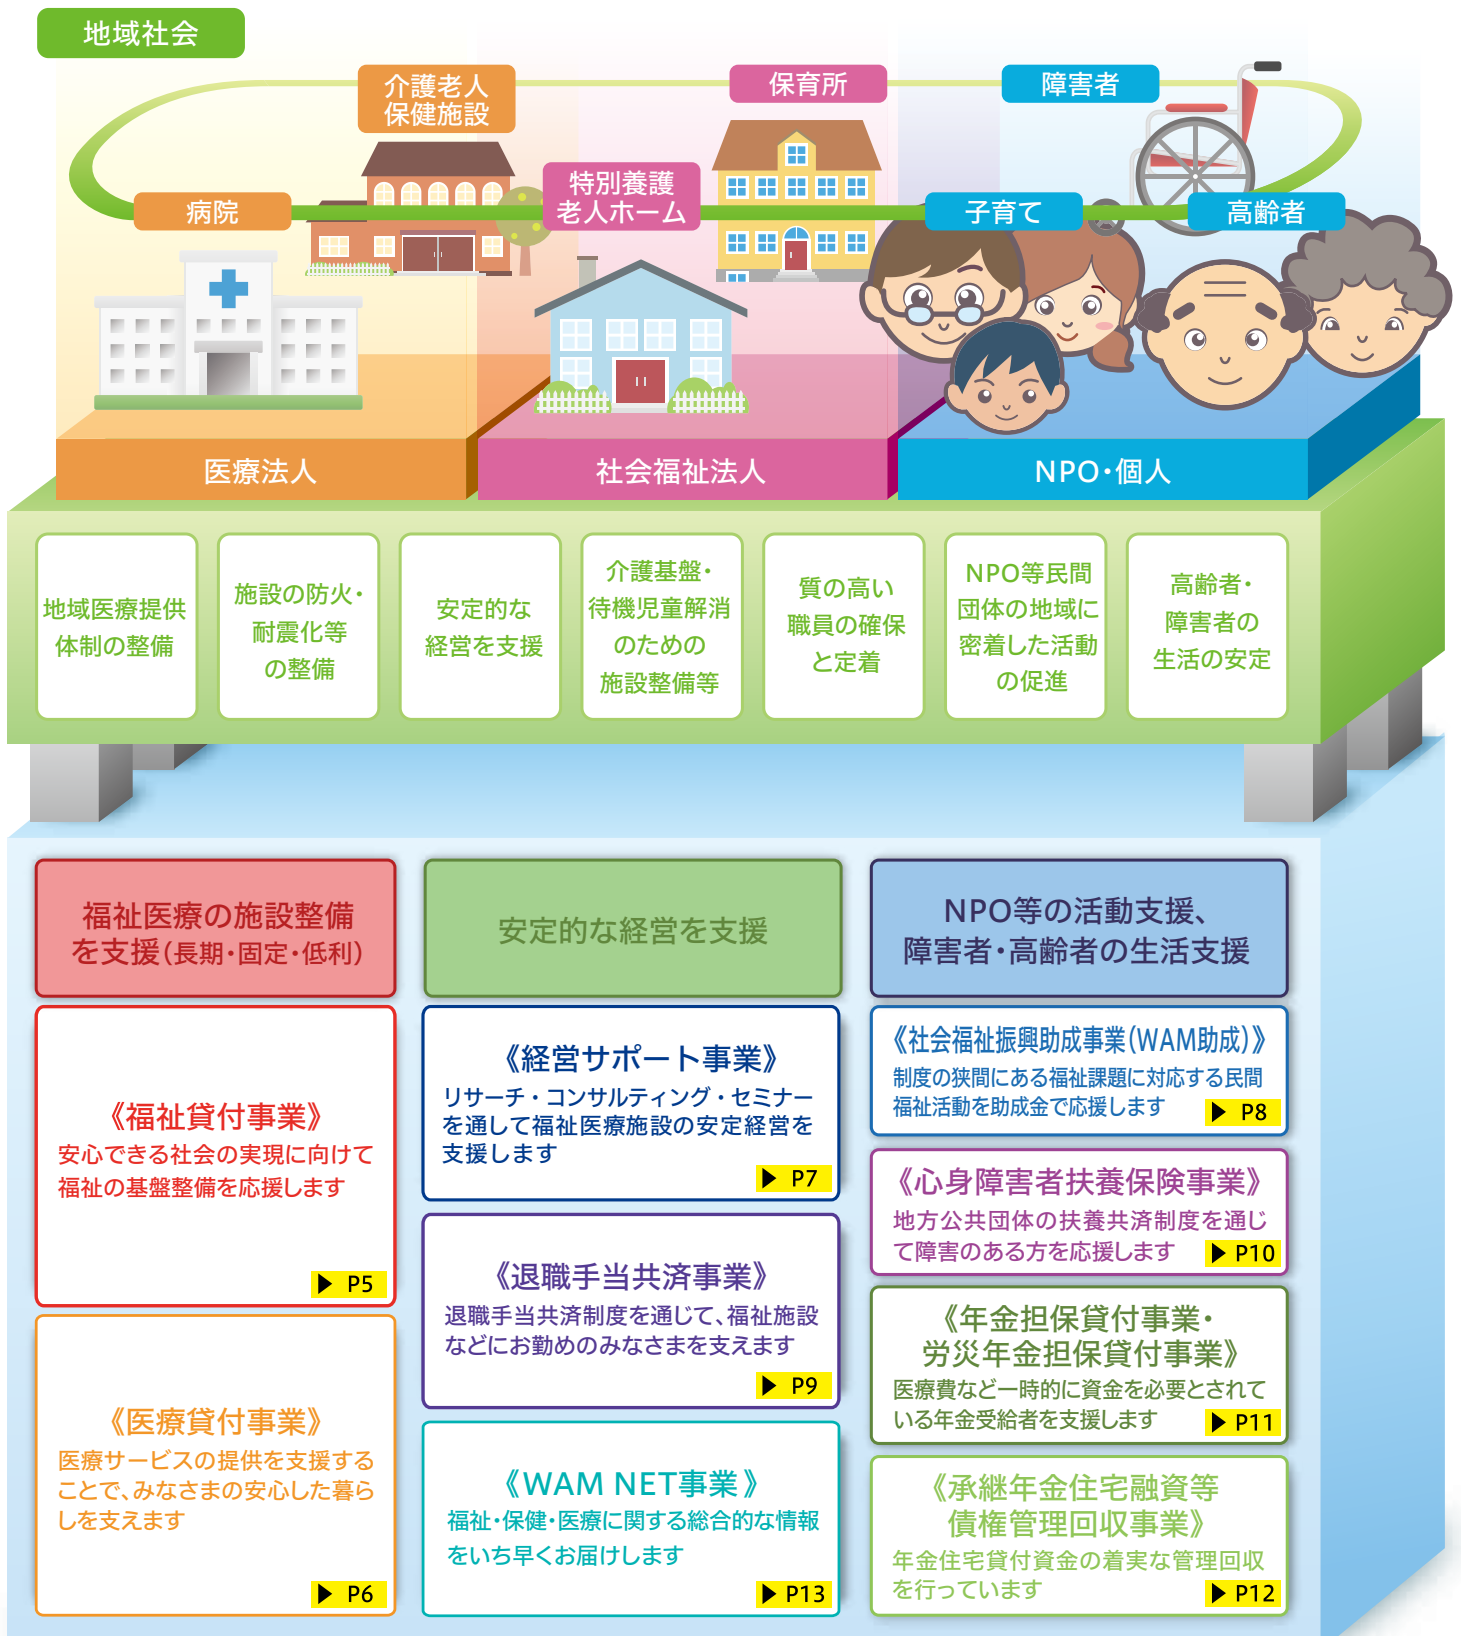 地域社会
介護老人
保健施設
保育所
障害者
病院
特別養護
老人ホーム
子育て
高齢者
医療法人
社会福祉法人
NPO・個人
地域医療提供
体制の整備
施設の防火・
耐震化等
の整備
安定的な
経営を支援
介護基盤・
待機児童解消
のための
施設整備等
質の高い
職員の確保
と定着
NPO等民間
団体の地域に
密着した活動
の促進
高齢者・
障害者の
生活の安定
福祉医療の施設整備
を支援(長期・固定・低利)
《福祉貸付事業》
安心できる社会の実現に向けて
福祉の基盤整備を応援します
▶ P5
《医療貸付事業》
医療サービスの提供を支援する
ことで、みなさまの安心した暮ら
しを支えます
▶ P6
安定的な経営を支援
《経営サポート事業》
リサーチ・コンサルティング・セミナー
を通して福祉医療施設の安定経営を
支援します
▶ P7
《退職手当共済事業》
退職手当共済制度を通じて、福祉施設
などにお勤めのみなさまを支えます
▶ P9
《WAM NET事業》
福祉・保健・医療に関する総合的な情報
をいち早くお届けします
▶ P13
NPO等の活動支援、
障害者・高齢者の生活支援
《社会福祉振興助成事業(WAM助成)》
制度の狭間にある福祉課題に対応する民間
福祉活動を助成金で応援します
▶ P8
《心身障害者扶養保険事業》
地方公共団体の扶養共済制度を通じ
て障害のある方を応援します
▶ P10
《年金担保貸付事業・
労災年金担保貸付事業》
医療費など一時的に資金を必要とされて
いる年金受給者を支援します
▶ P11
《承継年金住宅融資等
債権管理回収事業》
年金住宅貸付資金の着実な管理回収
を行っています
▶ P12